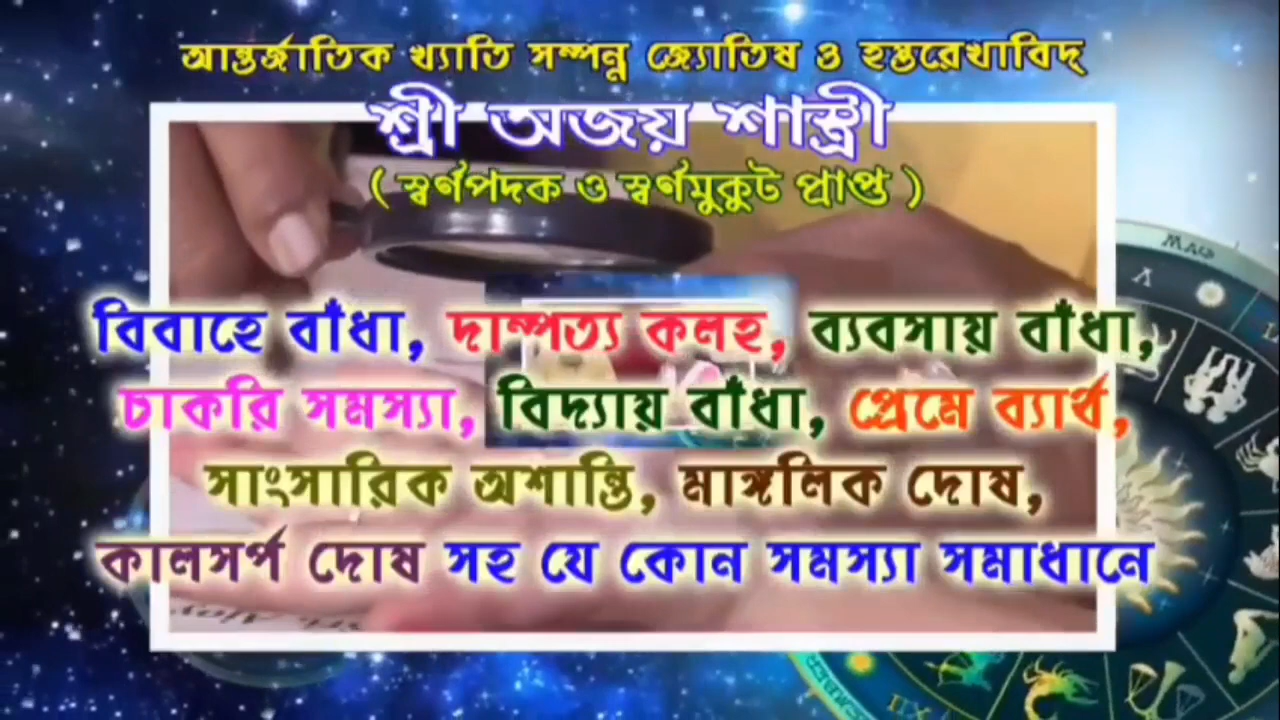 আন্তর্জাতিক খ্যাতি সম্পন্ন জ্যোতিষ ও হস্তরেখাবিদ্
শ্রী অজয় শাস্ত্রী
( স্বর্ণপদক ও স্বর্ণমুকুট প্রাপ্ত )
বিবাহে বাঁধা, দাম্পত্য কলহ, ব্যবসায় বাঁধা,
চাকরি সমস্যা, বিদ্যায় বাঁধা, প্রেমে ব্যার্থ,
সাংসারিক অশান্তি, মাঙ্গলিক দোষ,
কালসর্প দোষ সহ যে কোন সমস্যা সমাধানে